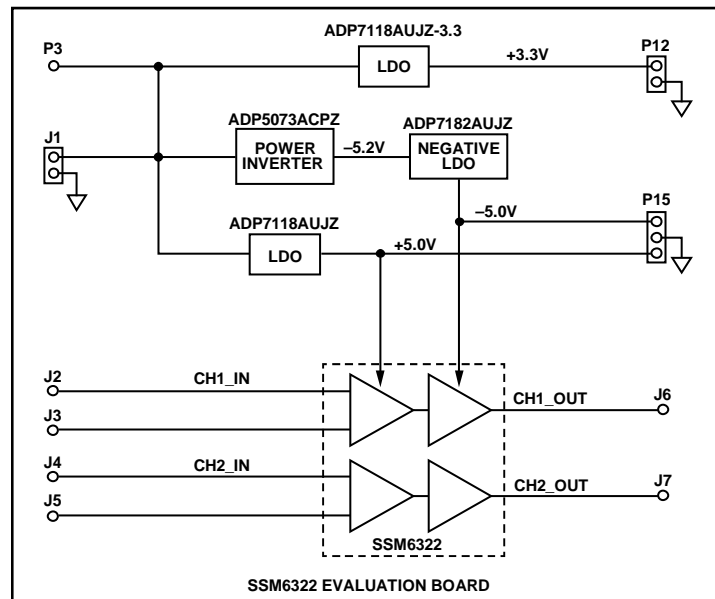 ADP7118AUJZ-3.3
P3
LDO
+3.3V
P12
ADP5073ACPZ
ADP7182AUJZ
J1
POWER
INVERTER
–5.2V
NEGATIVE
LDO
P15
ADP7118AUJZ
–5.0V
LDO
+5.0V
J2
CH1_IN
J3
CH1_OUT
J6
J4
CH2_IN
J5
CH2_OUT
J7
SSM6322
SSM6322 EVALUATION BOARD